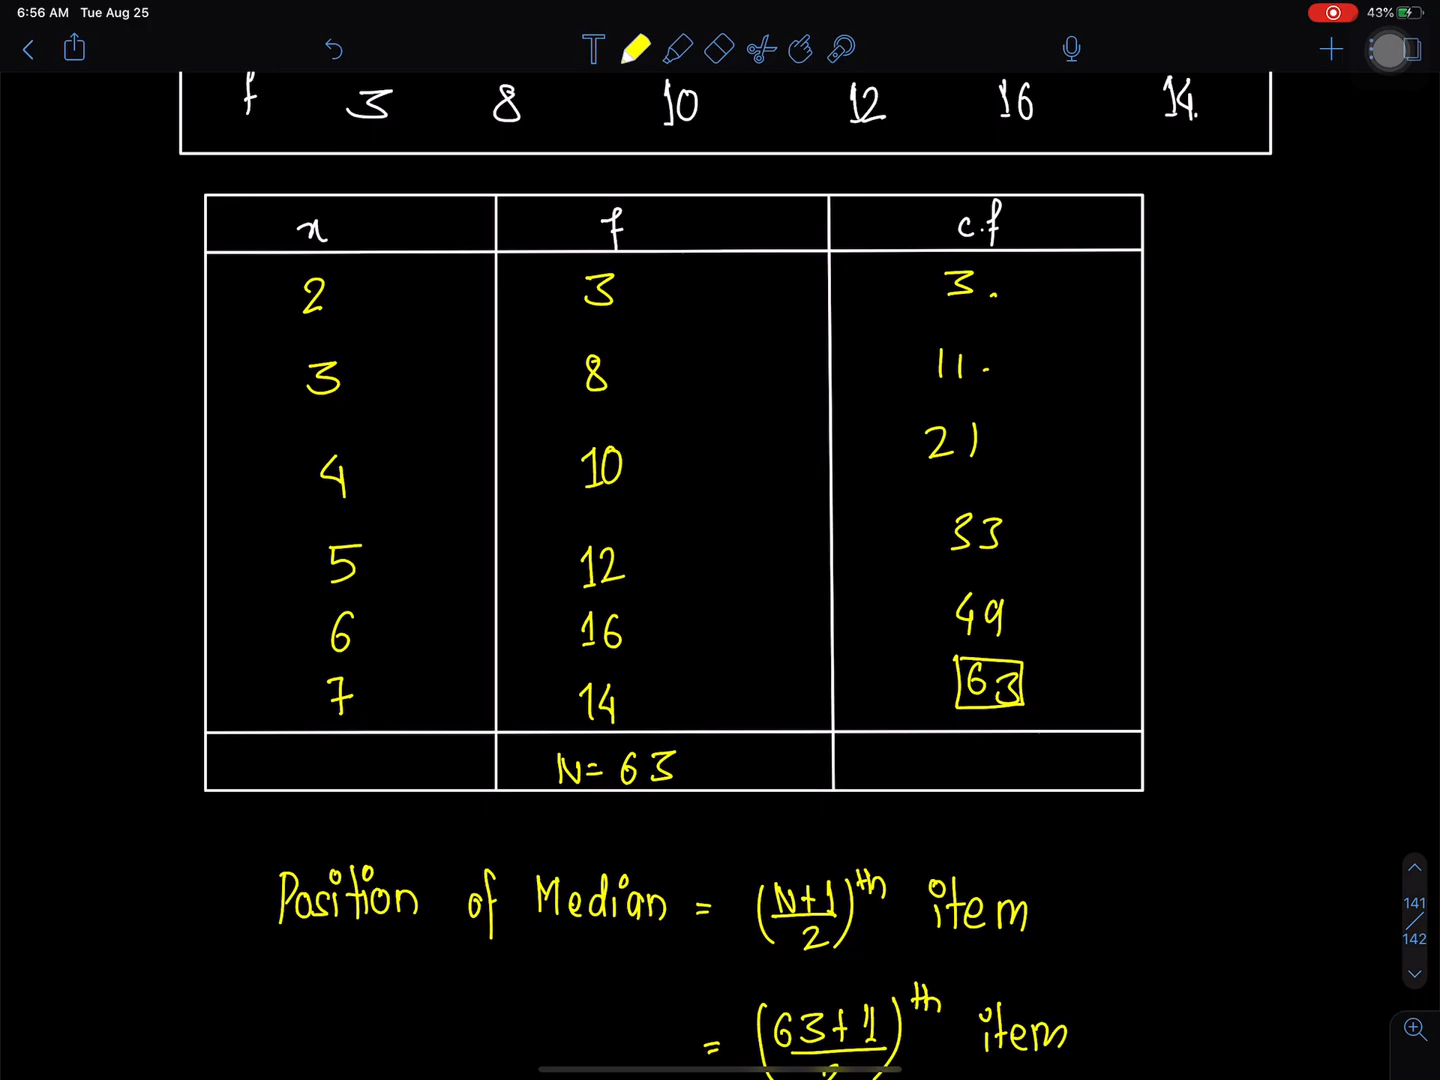 6:56 AM Tue Aug 25
43%
f 3 8 10 12 16 14.
x f c.f
2 3 3.
3 8 11.
4 10 21
5 12 33
6 16 49
7 14 63
N= 63
Position of Median = (N+1/2)th item
= (63+1/2)th item
141
142